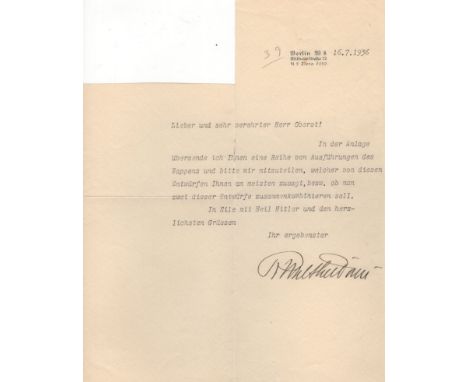 39
Berlin W 8 16.7.1936
Lieber und sehr verehrter Herr Oberst!
In der Anlage
übersende ich Ihnen eine Reihe von Ausführungen des
Wappens und bitte mir mitzuteilen, welcher von diesen
Entwürfen Ihnen am meisten zusagt, bezw. ob man
zwei dieser Entwürfe zusammenkombinieren soll.
In Eile mit Heil Hitler und den herz-
lichsten Grüssen
Ihr ergebenster